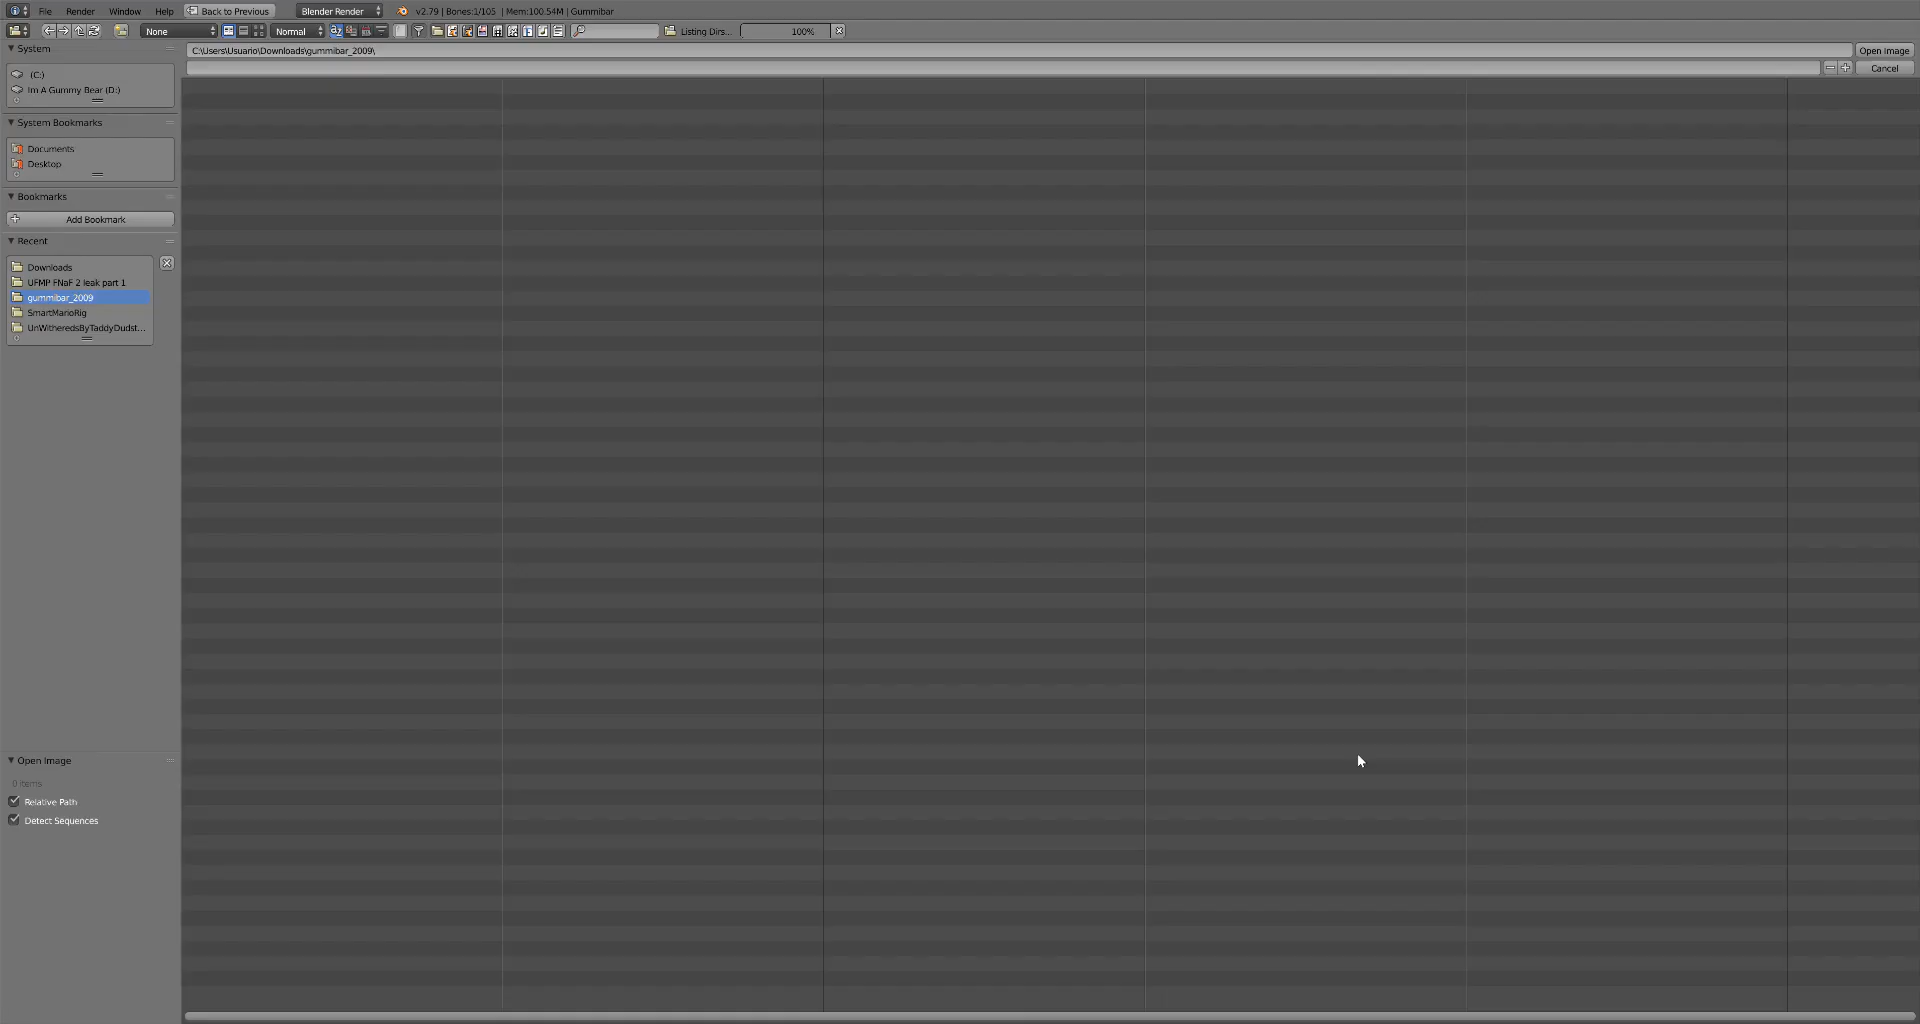 File Render Window Help Back to Previous Blender Render v2.79 | Bones:1/105 | Mem:100.54M | Gummibar
None Normal Listing Dirs... 100%
System
C:\Users\Usuario\Downloads\gummibar_2009\ Open Image
Cancel
(C:)
Im A Gummy Bear (D:)
System Bookmarks
Documents
Desktop
Bookmarks
Add Bookmark
Recent
Downloads
UFMP FNaF 2 leak part 1
gummibar_2009
SmartMarioRig
UnWitheredsByTaddyDudst...
Open Image
0 items
Relative Path
Detect Sequences